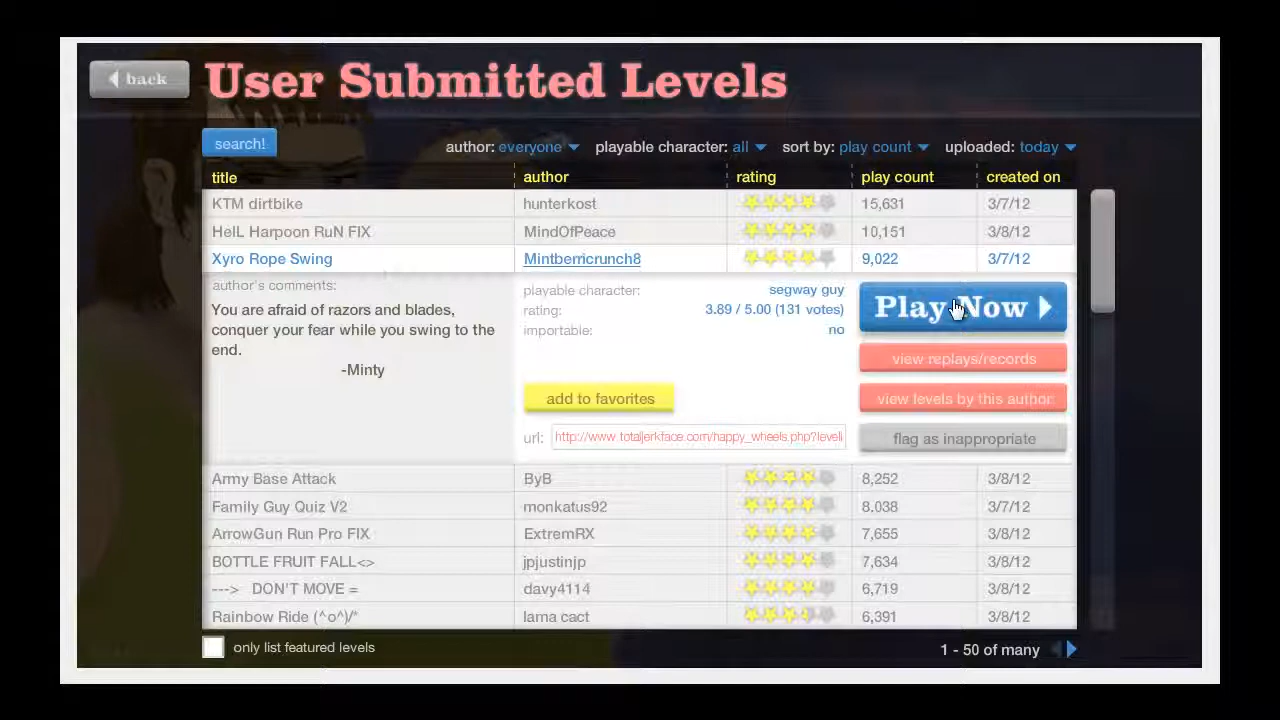 back
User Submitted Levels
search!
author: everyone playable character: all sort by: play count uploaded: today
title author rating play count created on
KTM dirtbike hunterkost 15,631 3/7/12
HelL Harpoon RuN FIX MindOfPeace 10,151 3/8/12
Xyro Rope Swing Mintberricrunch8 9,022 3/7/12
author's comments:
You are afraid of razors and blades,
conquer your fear while you swing to the
end.
-Minty
playable character: segway guy
rating: 3.89 / 5.00 (131 votes)
importable: no
add to favorites
url: http://www.totaljerkface.com/happy_wheels.php?leveli
Play Now
view replays/records
view levels by this author
flag as inappropriate
Army Base Attack ByB 8,252 3/8/12
Family Guy Quiz V2 monkatus92 8,038 3/7/12
ArrowGun Run Pro FIX ExtremRX 7,655 3/8/12
BOTTLE FRUIT FALL<> jpjustinjp 7,634 3/8/12
---> DON'T MOVE = davy4114 6,719 3/8/12
Rainbow Ride (^o^)/* lama cact 6,391 3/8/12
only list featured levels
1 - 50 of many